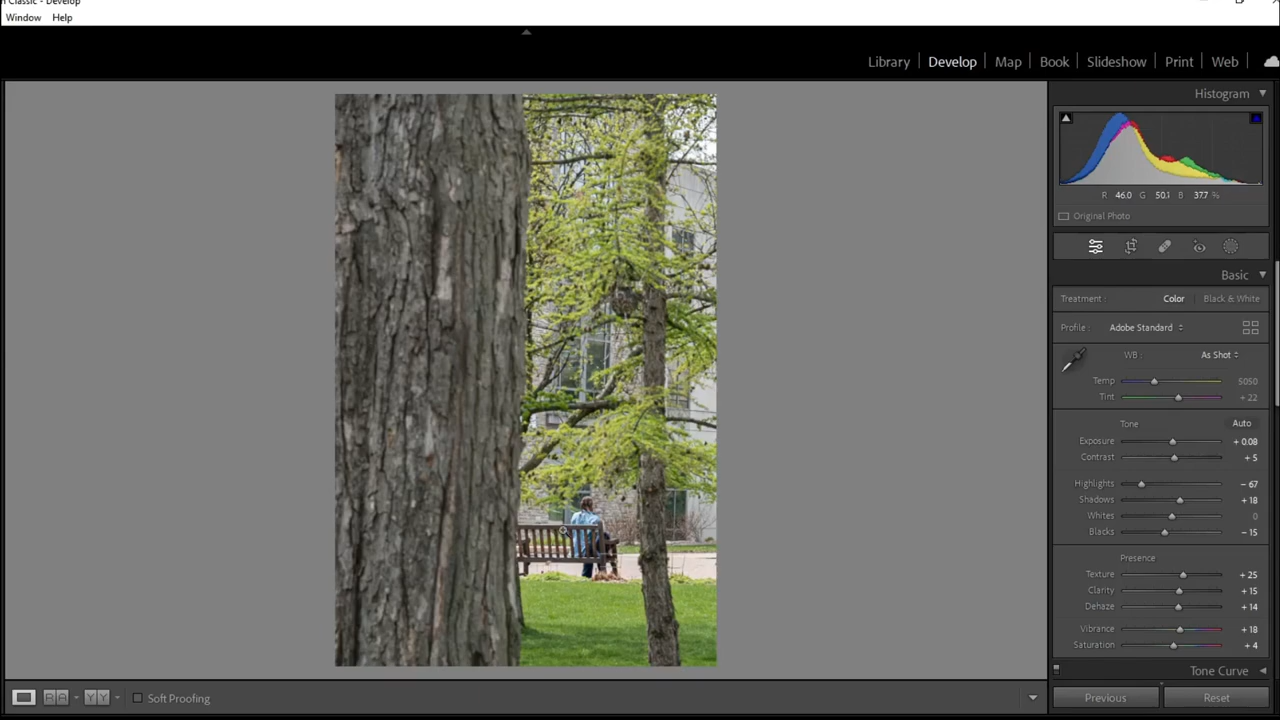 n Classic - Develop
Window Help
Library Develop Map Book Slideshow Print Web
Histogram
R 46.0 G 50.1 B 37.7 %
Original Photo
Basic
Treatment : Color Black & White
Profile : Adobe Standard
WB : As Shot
Temp 5050
Tint + 22
Tone Auto
Exposure + 0.08
Contrast + 5
Highlights − 67
Shadows + 18
Whites 0
Blacks − 15
Presence
Texture + 25
Clarity + 15
Dehaze + 14
Vibrance + 18
Saturation + 4
Tone Curve
Soft Proofing
Previous Reset